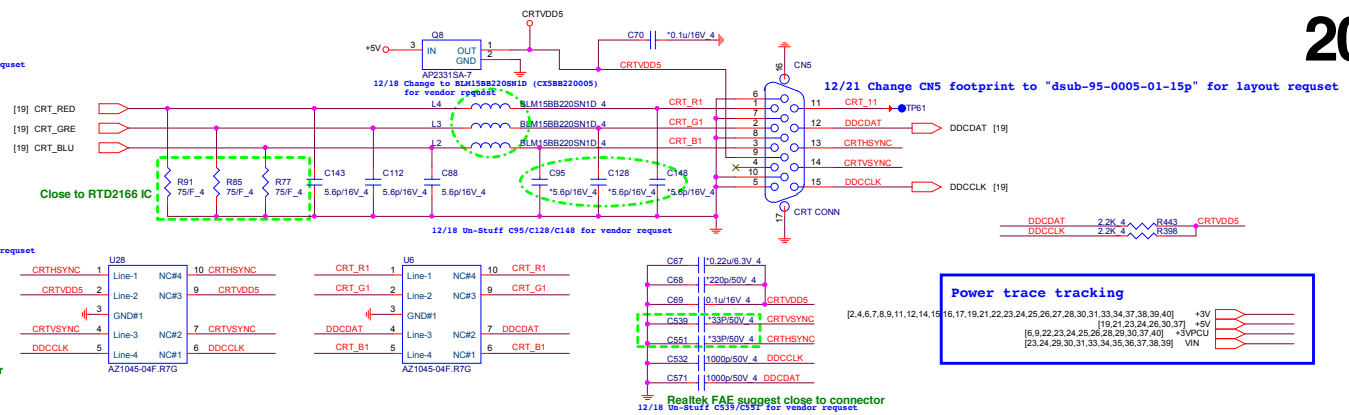 20
quset
CRTVDD5
+5V
Q8
3 IN OUT 1
GND 2
AP2331SA-7
C70 *0.1u/16V_4
CRTVDD5
12/18 Change to BLM15BB220SN1D (CX5BB220005)
for vendor request
CN5
16
12/21 Change CN5 footprint to "dsub-95-0005-01-15p" for layout requset
[19] CRT_RED
[19] CRT_GRE
[19] CRT_BLU
L4 BLM15BB220SN1D_4 CRT_R1
L3 BLM15BB220SN1D_4 CRT_G1
L2 BLM15BB220SN1D_4 CRT_B1
6
1
7
2
8
3
9
4
10
5
11 CRT_11 TP61
12 DDCDAT DDCDAT [19]
13 CRTHSYNC
14 CRTVSYNC
15 DDCCLK DDCCLK [19]
17
CRT CONN
Close to RTD2166 IC
R91 75/F_4
R85 75/F_4
R77 75/F_4
C143 5.6p/16V_4
C112 5.6p/16V_4
C88 5.6p/16V_4
C95 *5.6p/16V_4
C128 *5.6p/16V_4
C148 *5.6p/16V_4
12/18 Un-Stuff C95/C128/C148 for vendor requset
DDCDAT 2.2K_4 R443 CRTVDD5
DDCCLK 2.2K_4 R398
requset
U28
CRTHSYNC 1 Line-1 NC#4 10 CRTHSYNC
CRTVDD5 2 Line-2 NC#3 9 CRTVDD5
3 GND#1
CRTVSYNC 4 Line-3 NC#2 7 CRTVSYNC
DDCCLK 5 Line-4 NC#1 6 DDCCLK
AZ1045-04F.R7G
U6
CRT_R1 1 Line-1 NC#4 10 CRT_R1
CRT_G1 2 Line-2 NC#3 9 CRT_G1
3 GND#1
DDCDAT 4 Line-3 NC#2 7 DDCDAT
CRT_B1 5 Line-4 NC#1 6 CRT_B1
AZ1045-04F.R7G
C67 *0.22u/6.3V_4
C68 *220p/50V_4
C69 0.1u/16V_4 CRTVDD5
C539 *33P/50V_4 CRTVSYNC
C551 *33P/50V_4 CRTHSYNC
C532 1000p/50V_4 DDCCLK
C571 1000p/50V_4 DDCDAT
Realtek FAE suggest close to connector
12/18 Un-Stuff C539/C551 for vendor requset
Power trace tracking
[2,4,6,7,8,9,11,12,14,15,16,17,19,21,22,23,24,25,26,27,28,30,31,33,34,37,38,39,40] +3V
[19,21,23,24,26,30,37] +5V
[6,9,22,23,24,25,26,28,29,30,37,40] +3VPCU
[23,24,29,30,31,33,34,35,36,37,38,39] VIN